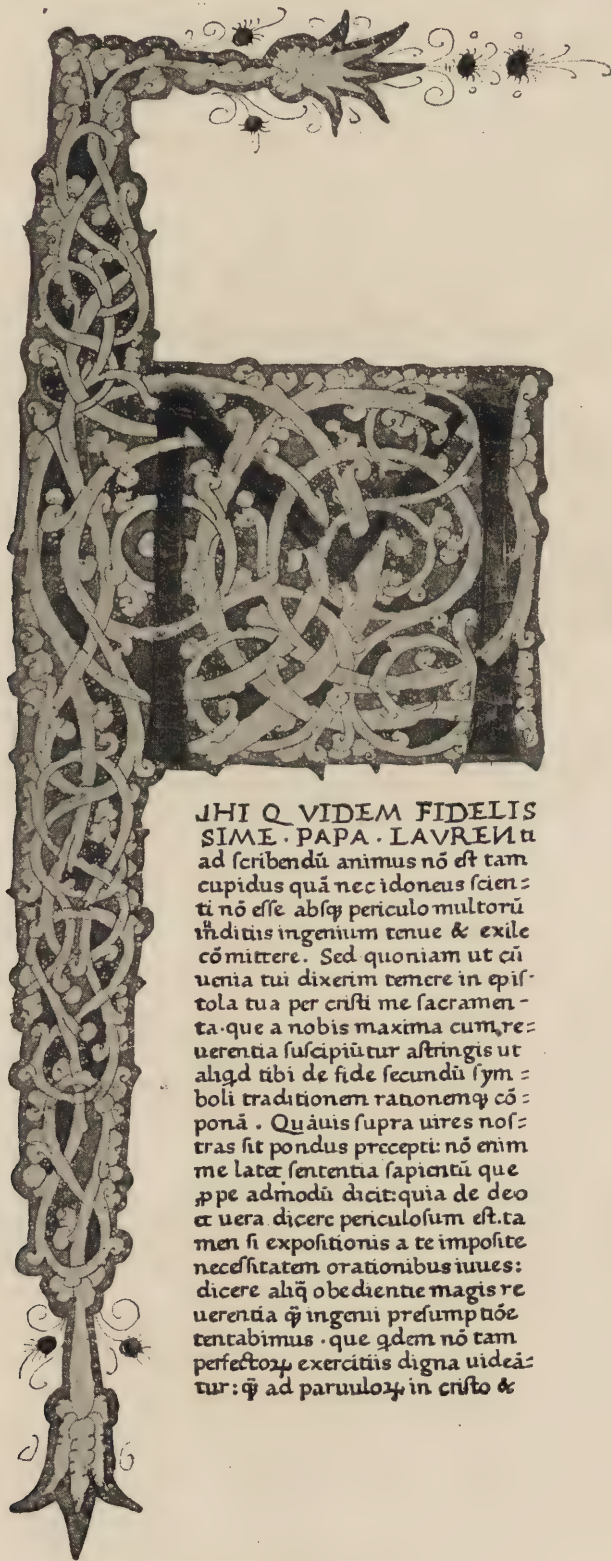 JHI Q VIDEM FIDELIS
SIME · PAPA · LAVRENti
ad scribendū animus nō est tam
cupidus quā nec idoneus scien=
ti nō esse absqꝫ periculo multorū
iuditiis ingenium tenue & exile
cōmittere. Sed quoniam ut cū
uenia tui dixerim temere in epis-
tola tua per cristi me sacramen-
ta·que a nobis maxima cum re=
uerentia suscipiūtur astringis ut
aliqd tibi de fide secundū sym=
boli traditionem rationemqꝫ cō=
ponā. Quāuis supra uires nos=
tras sit pondus precepti: nō enim
me latet sententia sapientū que
ꝓpe admodū dicit: quia de deo
et uera dicere periculosum est. ta
men si expositionis a te imposite
necessitatem orationibus iuues:
dicere aliq̄ obedientie magis re
uerentia q̄ꝫ ingenii presumptiōe
tentabimus · que qdem nō tam
perfectoꝝ exercitiis digna uideā=
tur: q̄ꝫ ad paruuloꝝ in cristo &